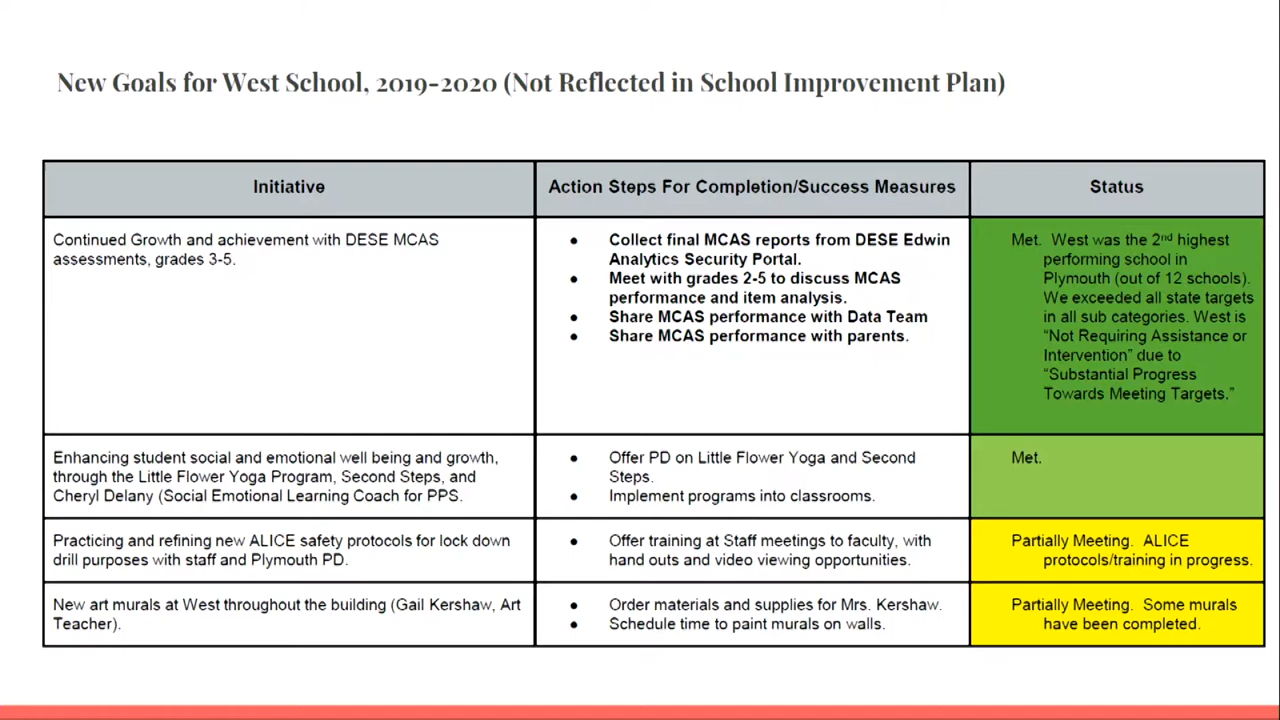 New Goals for West School, 2019-2020 (Not Reflected in School Improvement Plan)
Initiative
Action Steps For Completion/Success Measures
Status
Continued Growth and achievement with DESE MCAS
assessments, grades 3-5.
● Collect final MCAS reports from DESE Edwin
Analytics Security Portal.
● Meet with grades 2-5 to discuss MCAS
performance and item analysis.
● Share MCAS performance with Data Team
● Share MCAS performance with parents.
Met. West was the 2nd highest
performing school in
Plymouth (out of 12 schools).
We exceeded all state targets
in all sub categories. West is
“Not Requiring Assistance or
Intervention” due to
“Substantial Progress
Towards Meeting Targets.”
Enhancing student social and emotional well being and growth,
through the Little Flower Yoga Program, Second Steps, and
Cheryl Delany (Social Emotional Learning Coach for PPS.
● Offer PD on Little Flower Yoga and Second
Steps.
● Implement programs into classrooms.
Met.
Practicing and refining new ALICE safety protocols for lock down
drill purposes with staff and Plymouth PD.
● Offer training at Staff meetings to faculty, with
hand outs and video viewing opportunities.
Partially Meeting. ALICE
protocols/training in progress.
New art murals at West throughout the building (Gail Kershaw, Art
Teacher).
● Order materials and supplies for Mrs. Kershaw.
● Schedule time to paint murals on walls.
Partially Meeting. Some murals
have been completed.